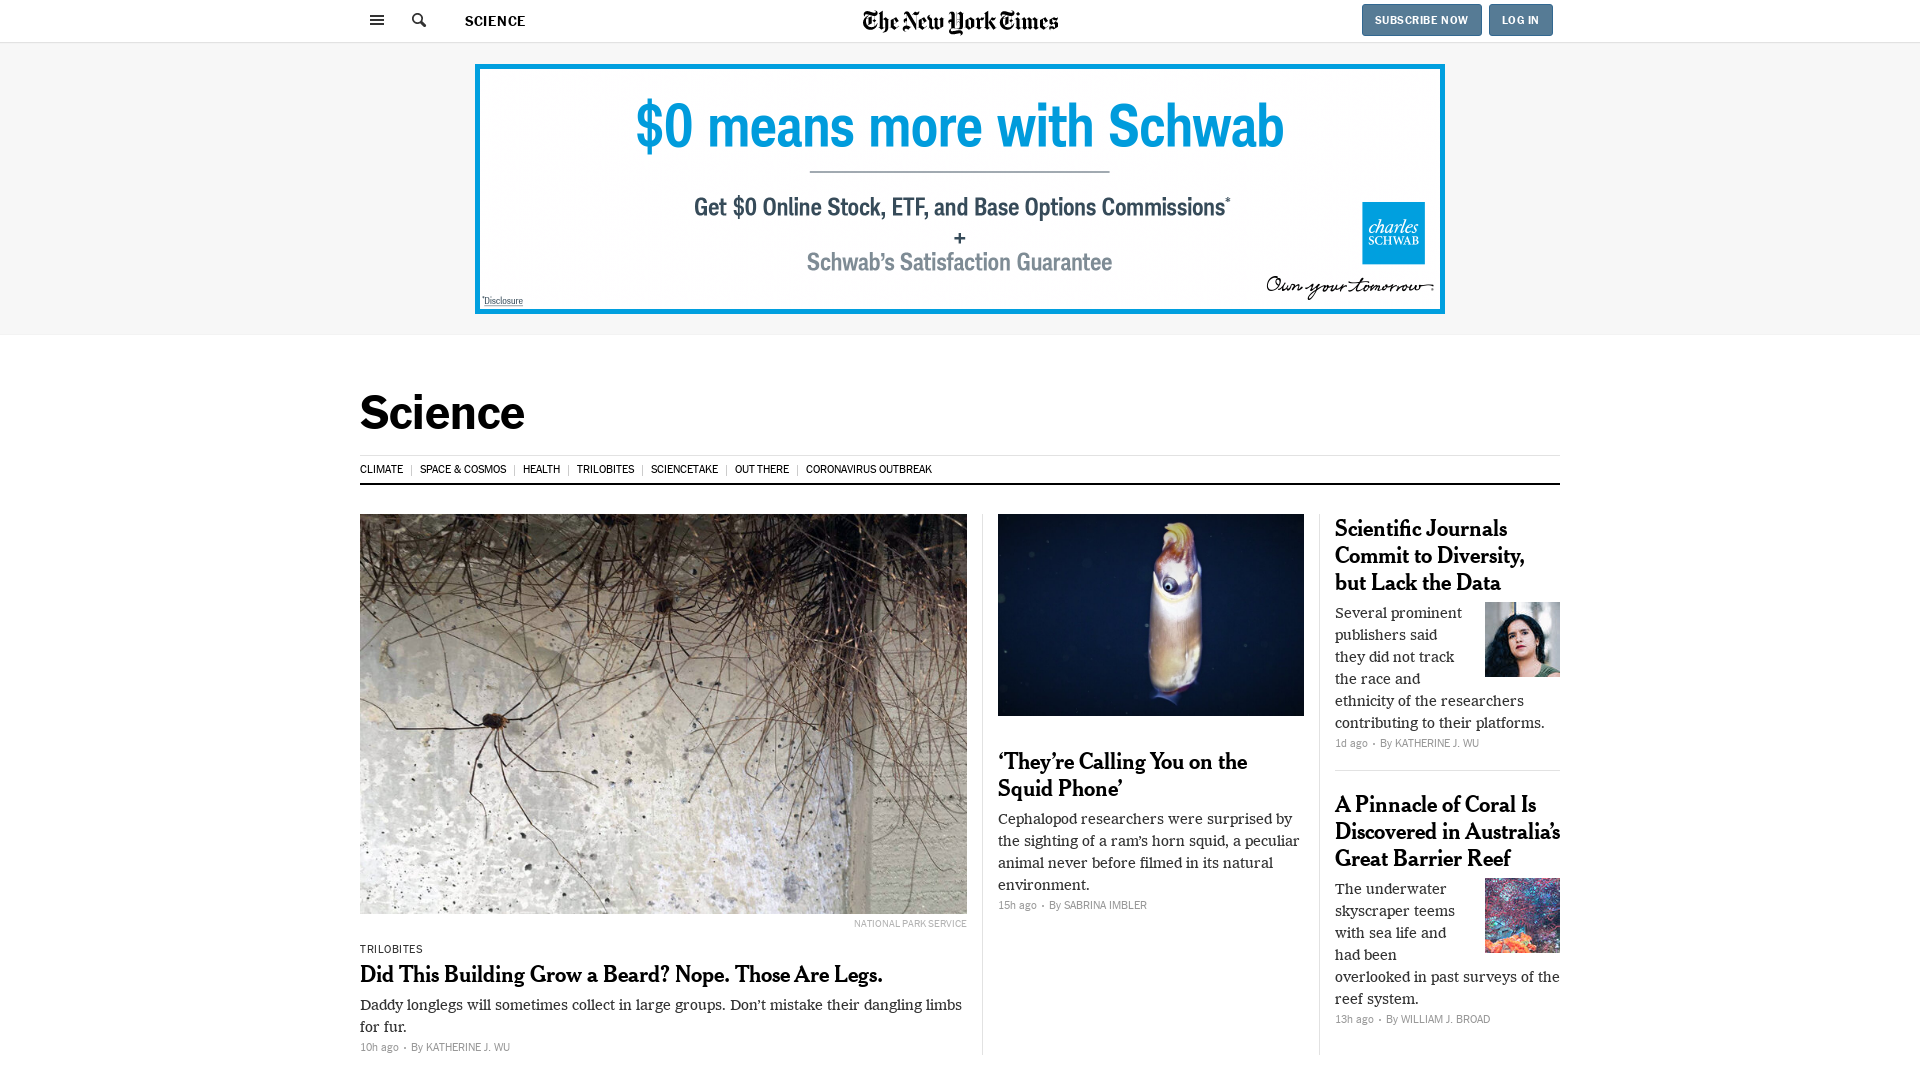 SCIENCE
The New York Times
SUBSCRIBE NOW
LOG IN
$0 means more with Schwab
Get $0 Online Stock, ETF, and Base Options Commissions*
+
Schwab's Satisfaction Guarantee
charles
SCHWAB
Own your tomorrow.
*Disclosure
Science
CLIMATE
SPACE & COSMOS
HEALTH
TRILOBITES
SCIENCETAKE
OUT THERE
CORONAVIRUS OUTBREAK
NATIONAL PARK SERVICE
TRILOBITES
Did This Building Grow a Beard? Nope. Those Are Legs.
Daddy longlegs will sometimes collect in large groups. Don’t mistake their dangling limbs
for fur.
10h ago • By KATHERINE J. WU
‘They’re Calling You on the
Squid Phone’
Cephalopod researchers were surprised by
the sighting of a ram’s horn squid, a peculiar
animal never before filmed in its natural
environment.
15h ago • By SABRINA IMBLER
Scientific Journals
Commit to Diversity,
but Lack the Data
Several prominent
publishers said
they did not track
the race and
ethnicity of the researchers
contributing to their platforms.
1d ago • By KATHERINE J. WU
A Pinnacle of Coral Is
Discovered in Australia’s
Great Barrier Reef
The underwater
skyscraper teems
with sea life and
had been
overlooked in past surveys of the
reef system.
13h ago • By WILLIAM J. BROAD